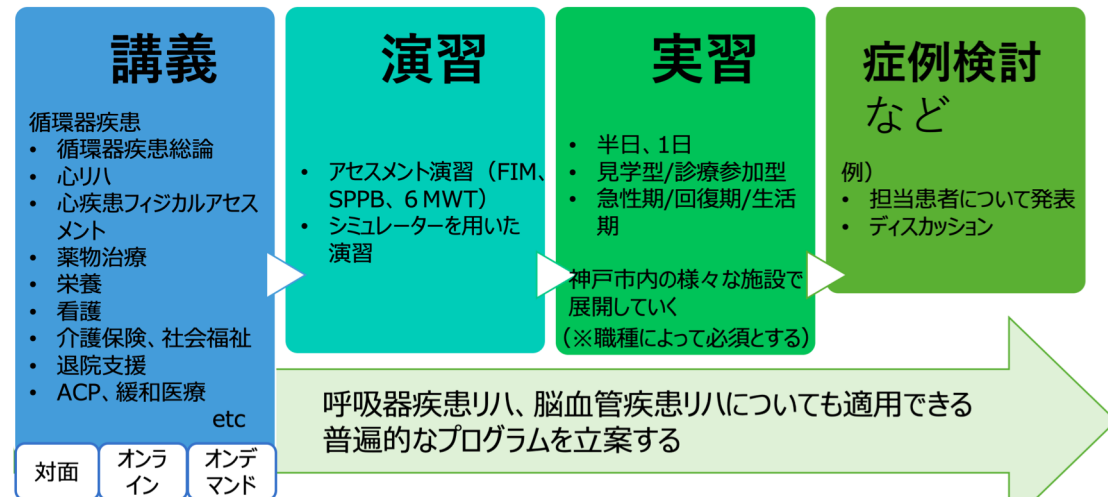 講義
循環器疾患
• 循環器疾患総論
• 心リハ
• 心疾患フィジカルアセス
メント
• 薬物治療
• 栄養
• 看護
• 介護保険、社会福祉
• 退院支援
• ACP、緩和医療
etc
対面
オンラ
イン
オンデ
マンド
演習
• アセスメント演習（FIM、
SPPB、６MWT）
• シミュレーターを用いた
演習
実習
• 半日、1日
• 見学型/診療参加型
• 急性期/回復期/生活
期
神戸市内の様々な施設で
展開していく
（※職種によって必須とする）
症例検討
など
例）
• 担当患者について発表
• ディスカッション
呼吸器疾患リハ、脳血管疾患リハについても適用できる
普遍的なプログラムを立案する